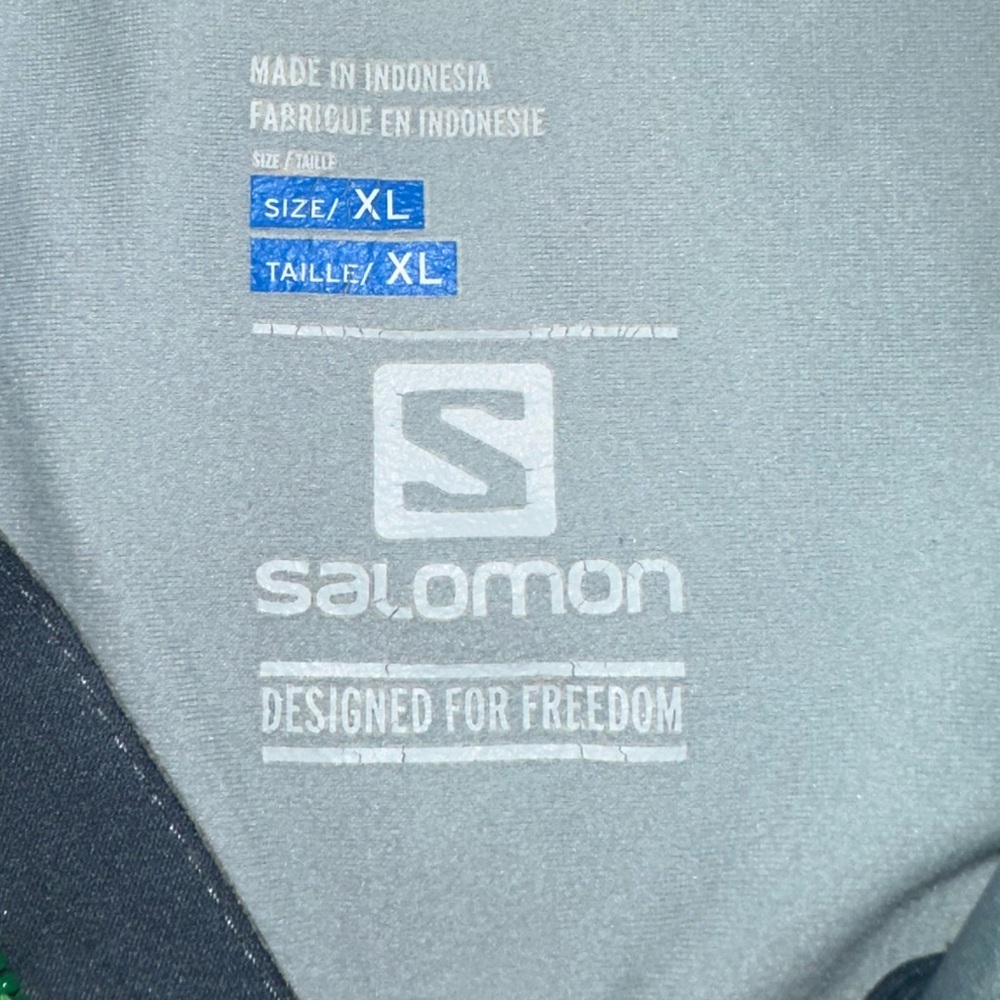 MADE IN INDONESIA
FABRIQUE EN INDONESIE
SIZE / TAILLE
SIZE/ XL
TAILLE/ XL
S
salomon
DESIGNED FOR FREEDOM